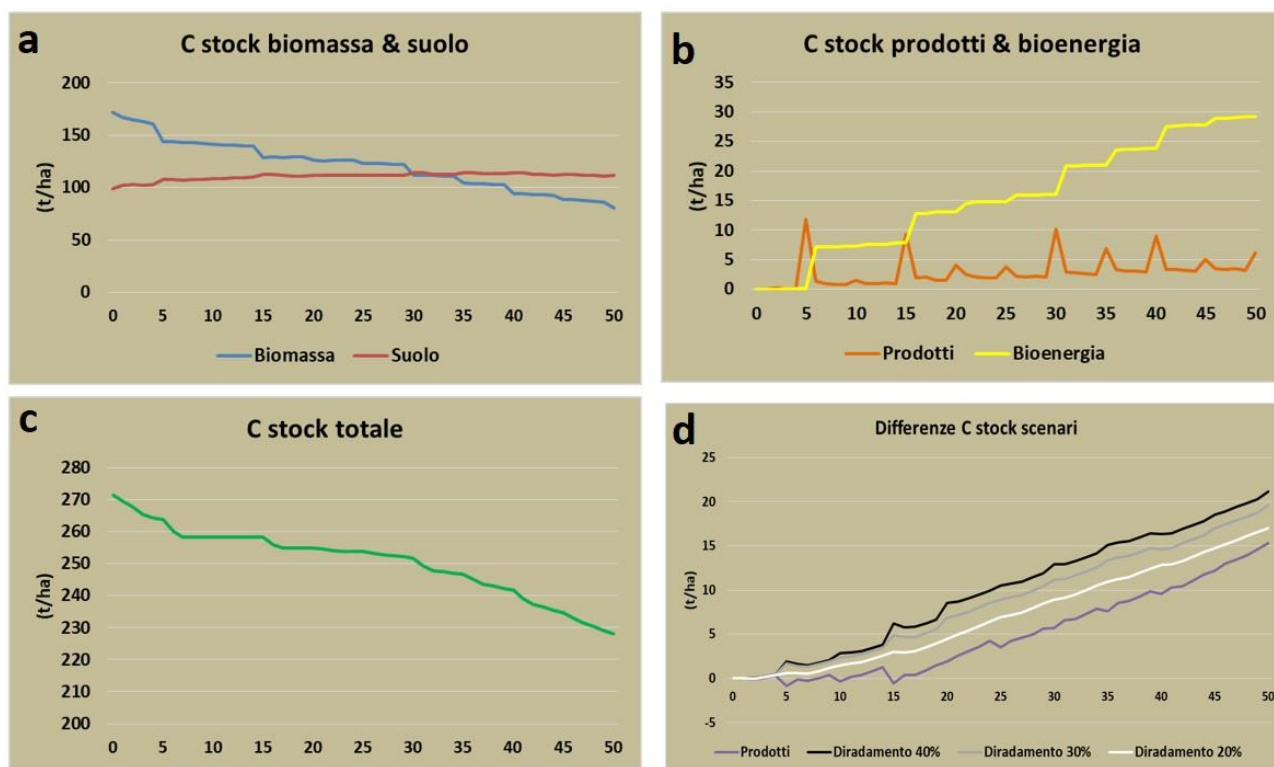 a
C stock biomassa & suolo
200
150
100
50
0
(t/ha)
0 5 10 15 20 25 30 35 40 45 50
Biomassa Suolo
b
C stock prodotti & bioenergia
35
30
25
20
15
10
5
0
(t/ha)
0 5 10 15 20 25 30 35 40 45 50
Prodotti Bioenergia
c
C stock totale
280
270
260
250
240
230
220
210
200
(t/ha)
0 5 10 15 20 25 30 35 40 45 50
d
Differenze C stock scenari
25
20
15
10
5
0
-5
(t/ha)
0 5 10 15 20 25 30 35 40 45 50
Prodotti Diradamento 40% Diradamento 30% Diradamento 20%